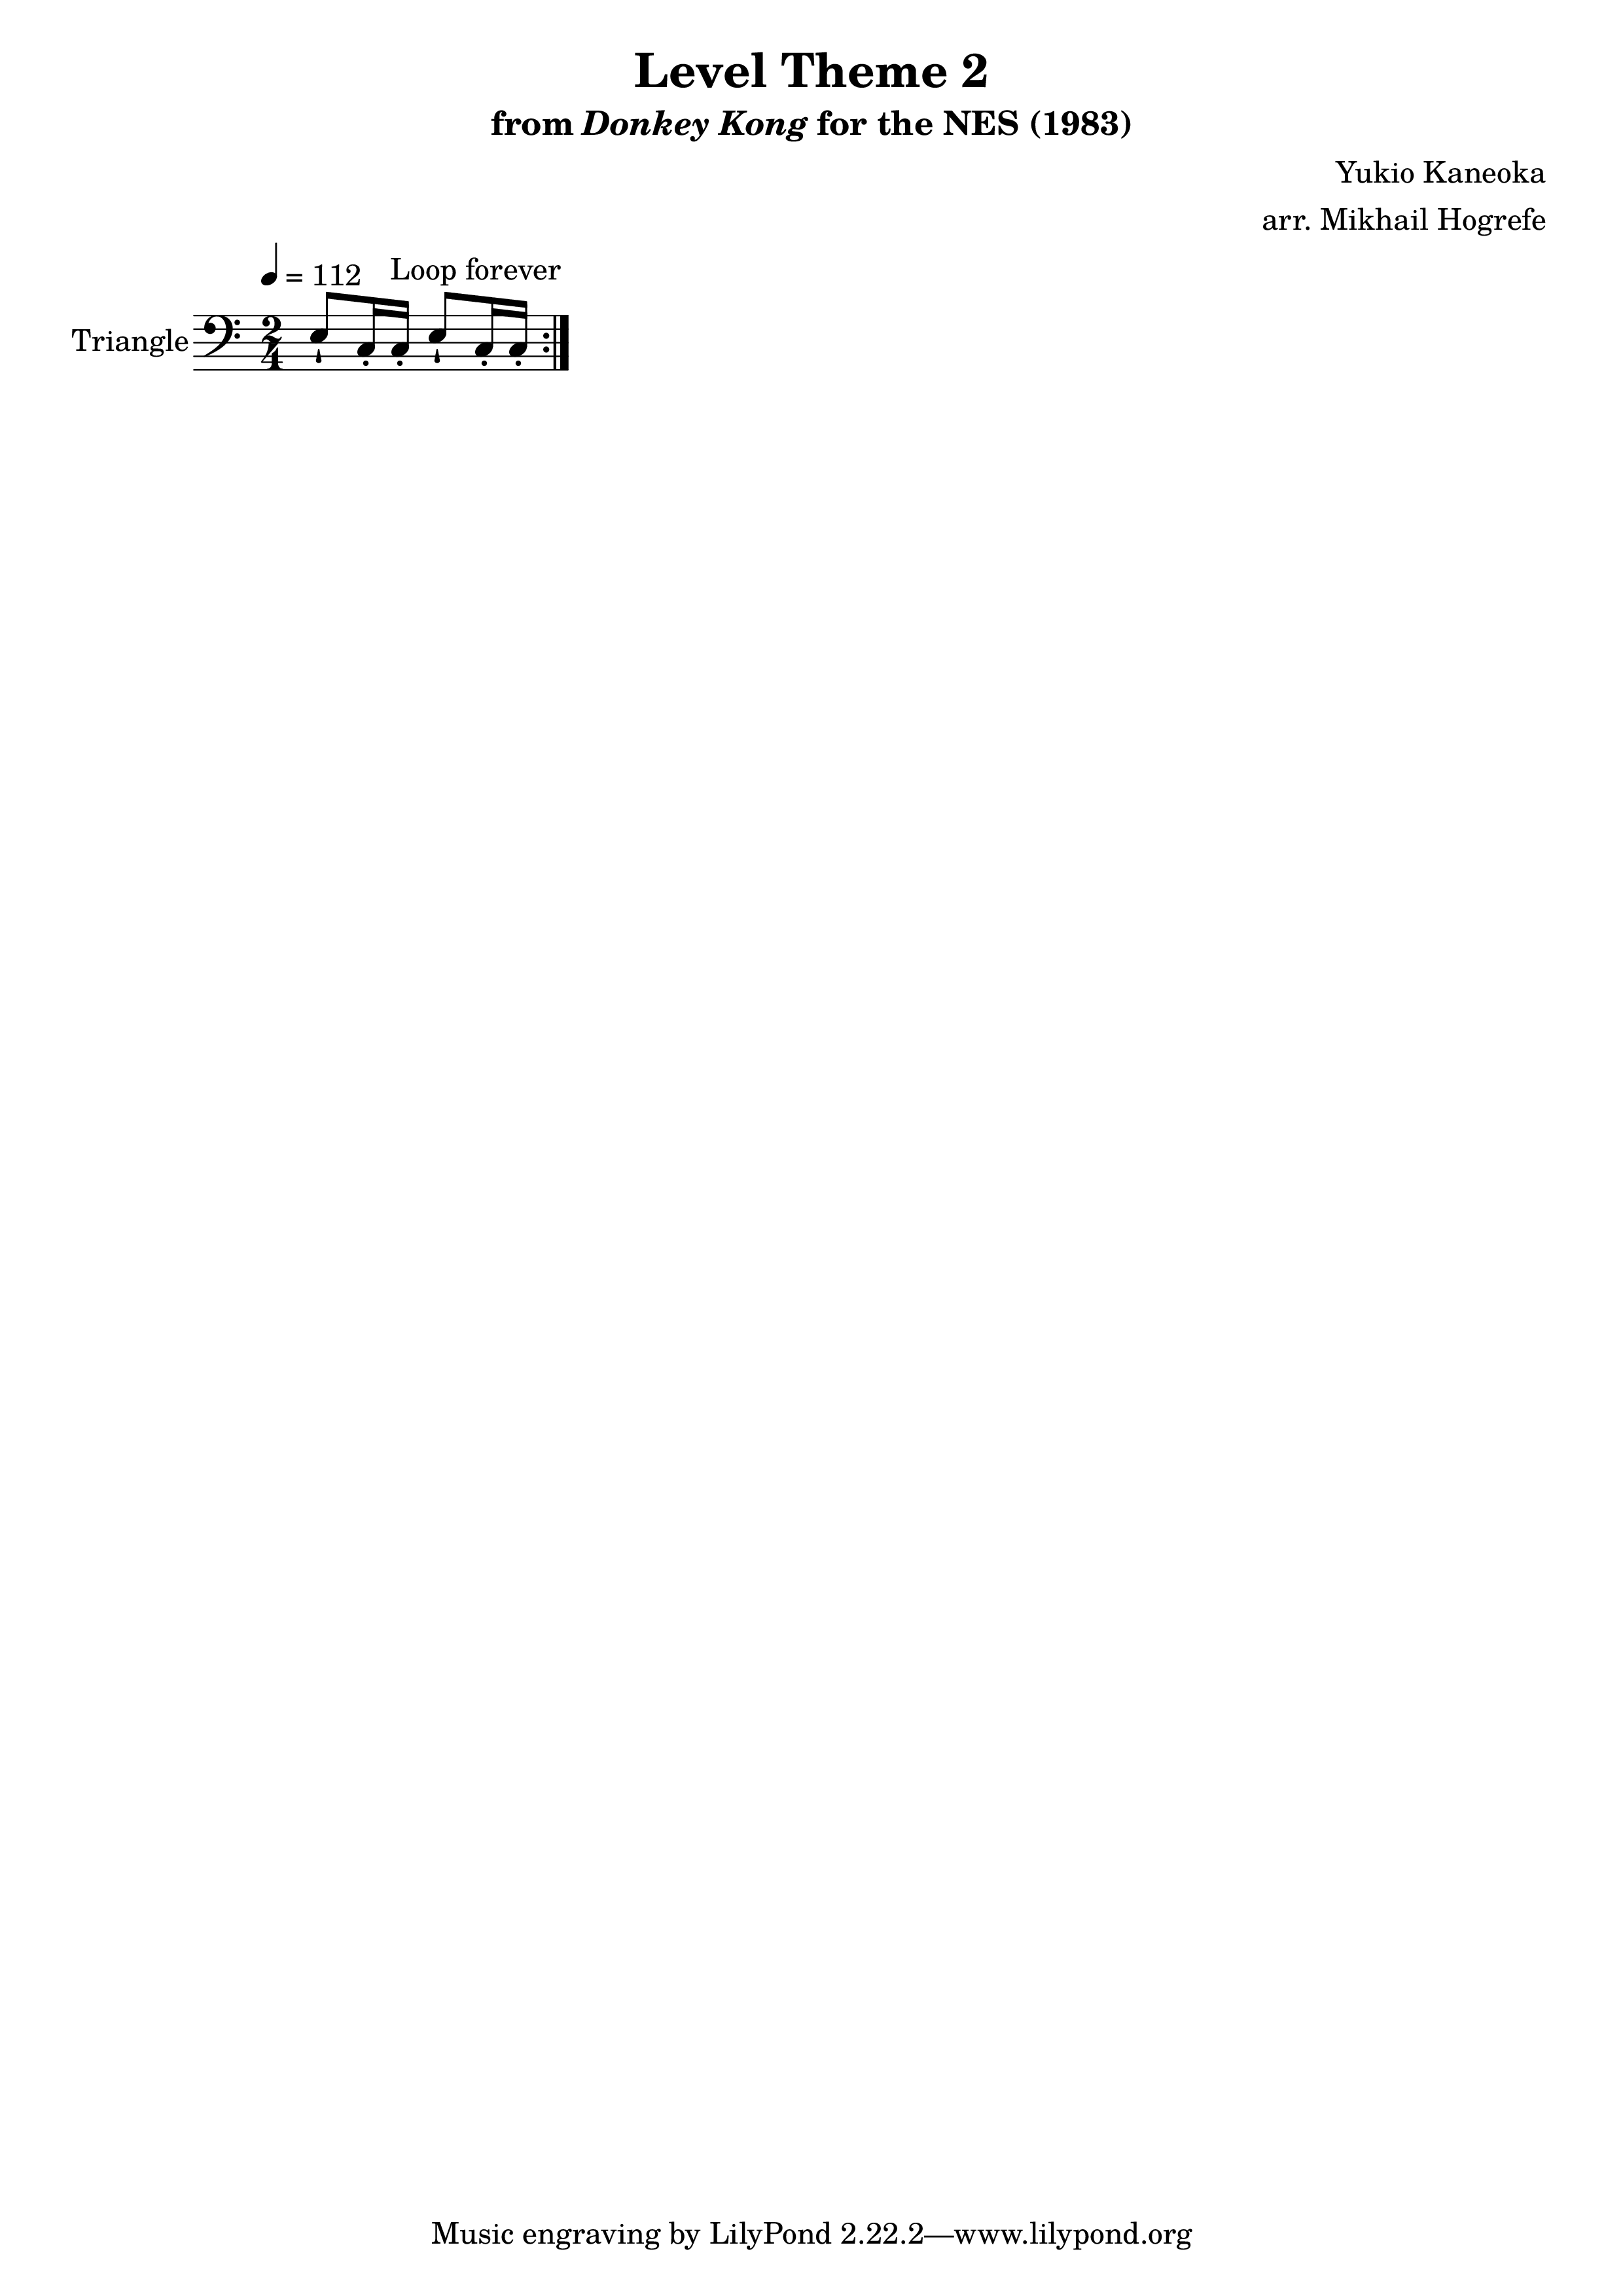 Level Theme 2
from Donkey Kong for the NES (1983)
Yukio Kaneoka
arr. Mikhail Hogrefe
= 112 Loop forever
Triangle
2
4
Music engraving by LilyPond 2.22.2—www.lilypond.org